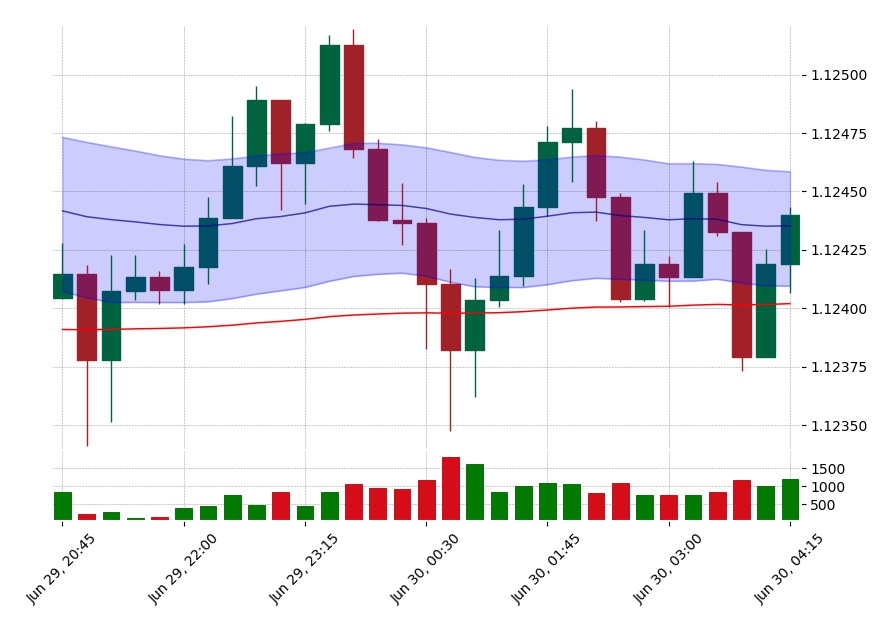 1.12500
1.12475
1.12450
1.12425
1.12400
1.12375
1.12350
1500
1000
500
Jun 29, 20:45
Jun 29, 22:00
Jun 29, 23:15
Jun 30, 00:30
Jun 30, 01:45
Jun 30, 03:00
Jun 30, 04:15